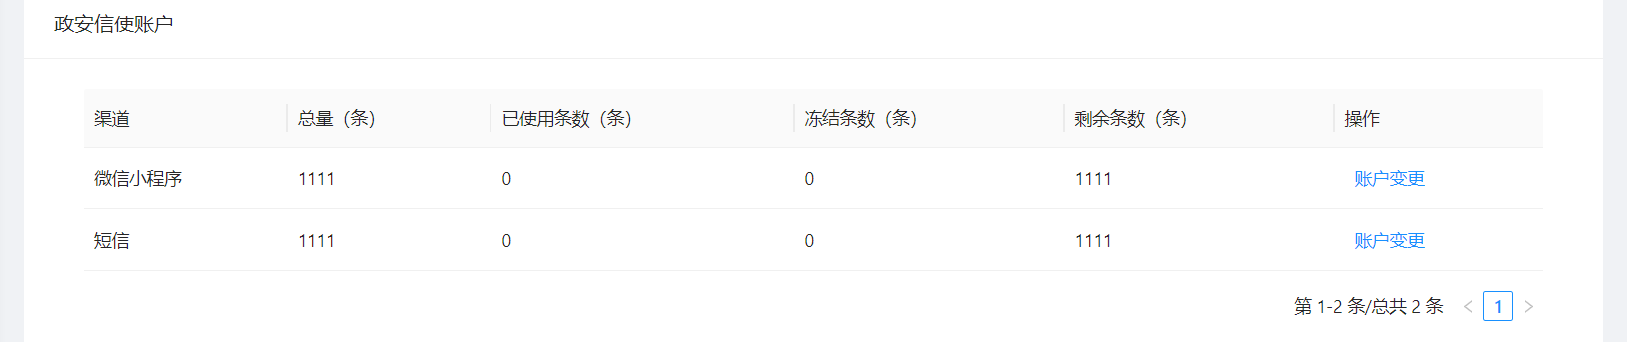 政安信使账户
渠道 总量（条） 已使用条数（条） 冻结条数（条） 剩余条数（条） 操作
微信小程序 1111 0 0 1111 账户变更
短信 1111 0 0 1111 账户变更
第 1-2 条/总共 2 条 < 1 >